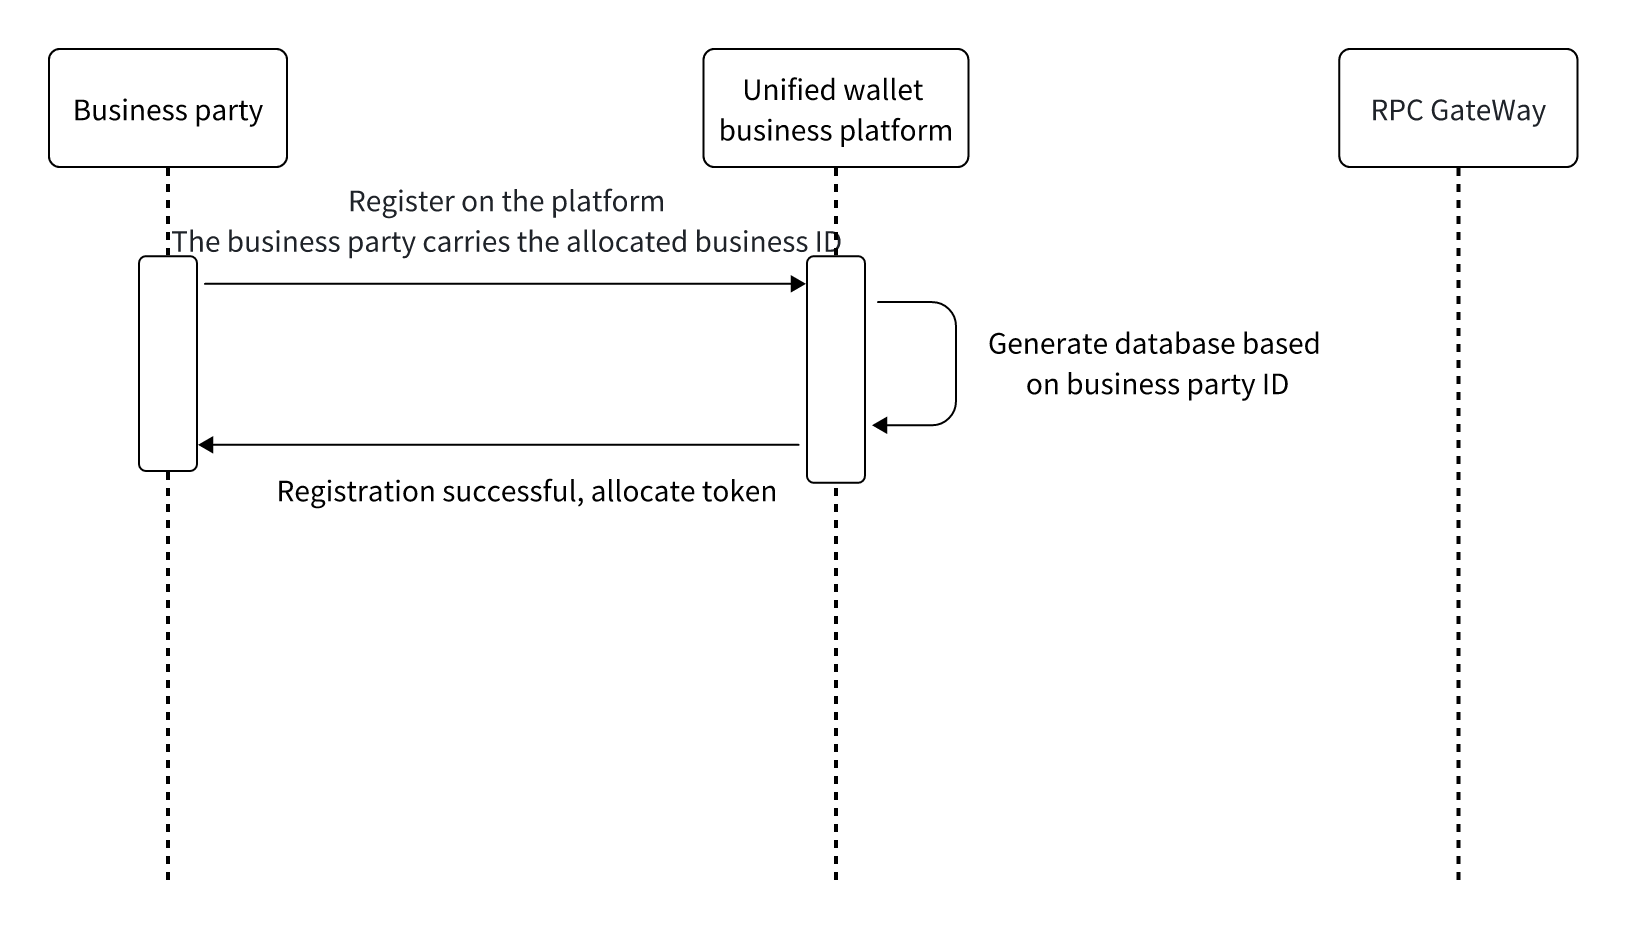 Business party
Unified wallet
business platform
RPC GateWay
Register on the platform
The business party carries the allocated business ID
Generate database based
on business party ID
Registration successful, allocate token